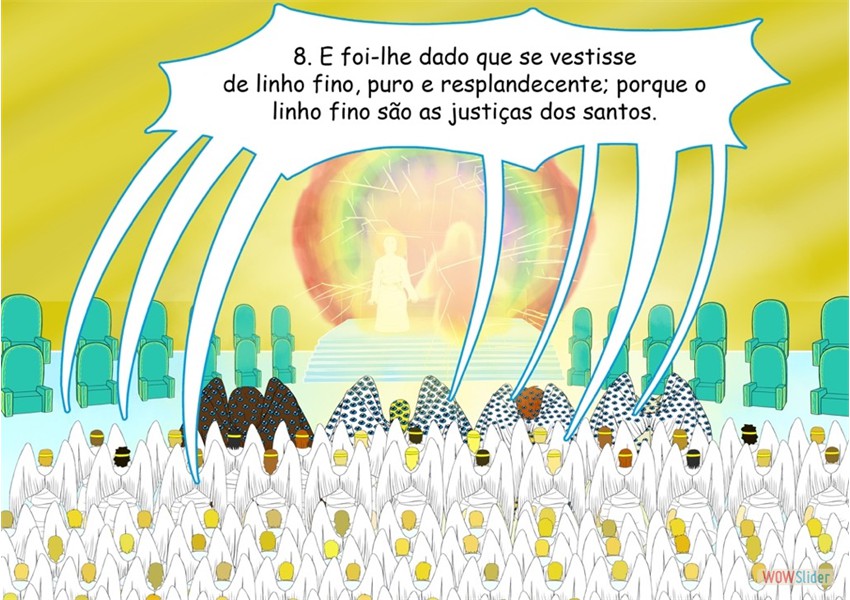 8. E foi-lhe dado que se vestisse
de linho fino, puro e resplandecente; porque o
linho fino são as justiças dos santos.
WOWSlider